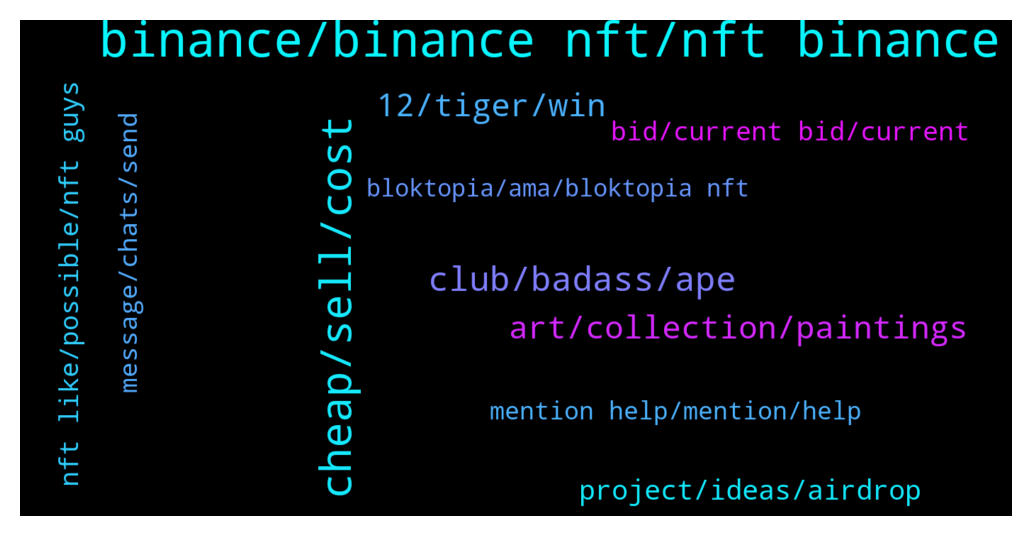 binance/binance nft/nft binance
nft like/possible/nft guys
message/chats/send
cheap/sell/cost
12/tiger/win
bid/current bid/current
bloktopia/ama/bloktopia nft
club/badass/ape
art/collection/paintings
mention help/mention/help
project/ideas/airdrop